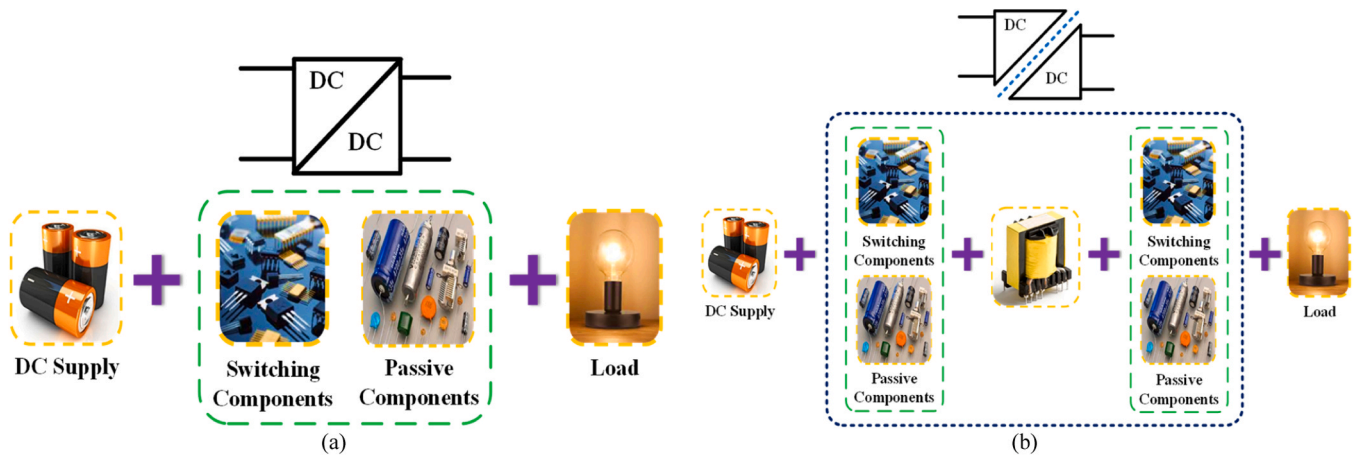 DC
DC
DC Supply
Switching
Components
Passive
Components
Load
(a)
DC
DC
DC Supply
Switching
Components
Passive
Components
Switching
Components
Passive
Components
Load
(b)